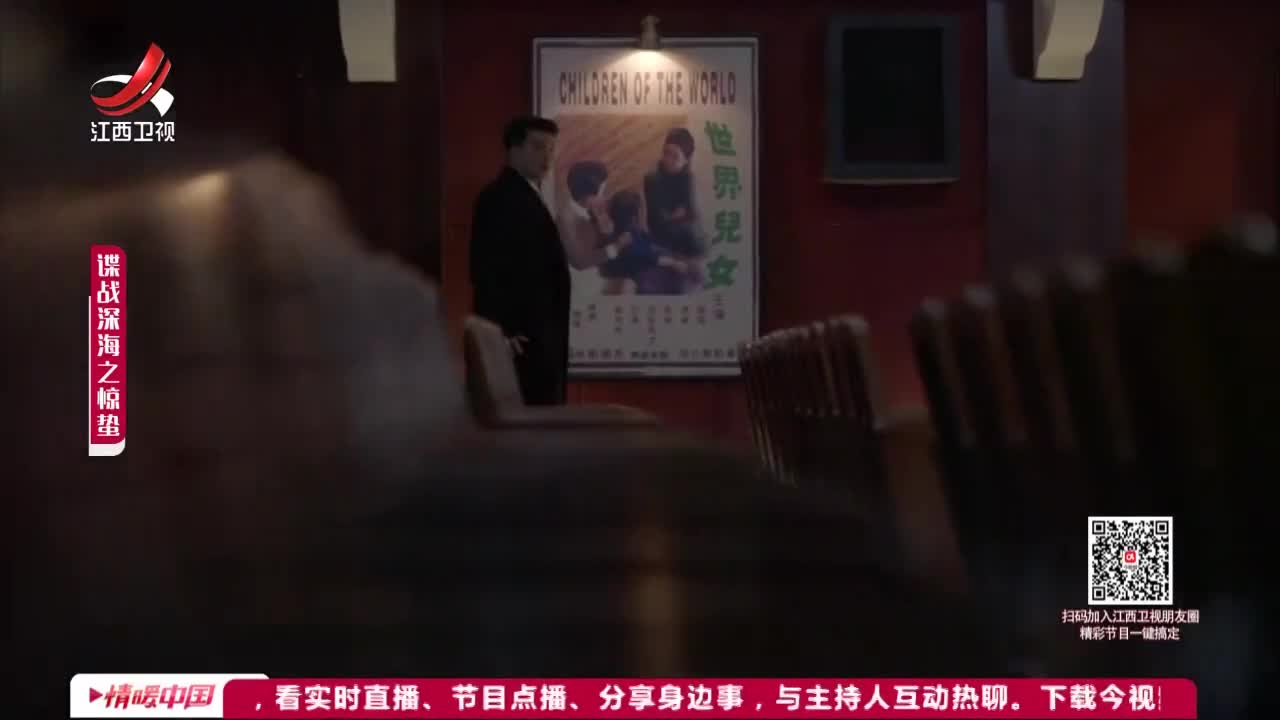 江西卫视
CHILDREN OF THE WORLD
世界兒女
谍战深海之惊蛰
扫码加入江西卫视朋友圈
精彩节目一键搞定
情暖中国
，看实时直播、节目点播、分享身边事，与主持人互动热聊。下载今视